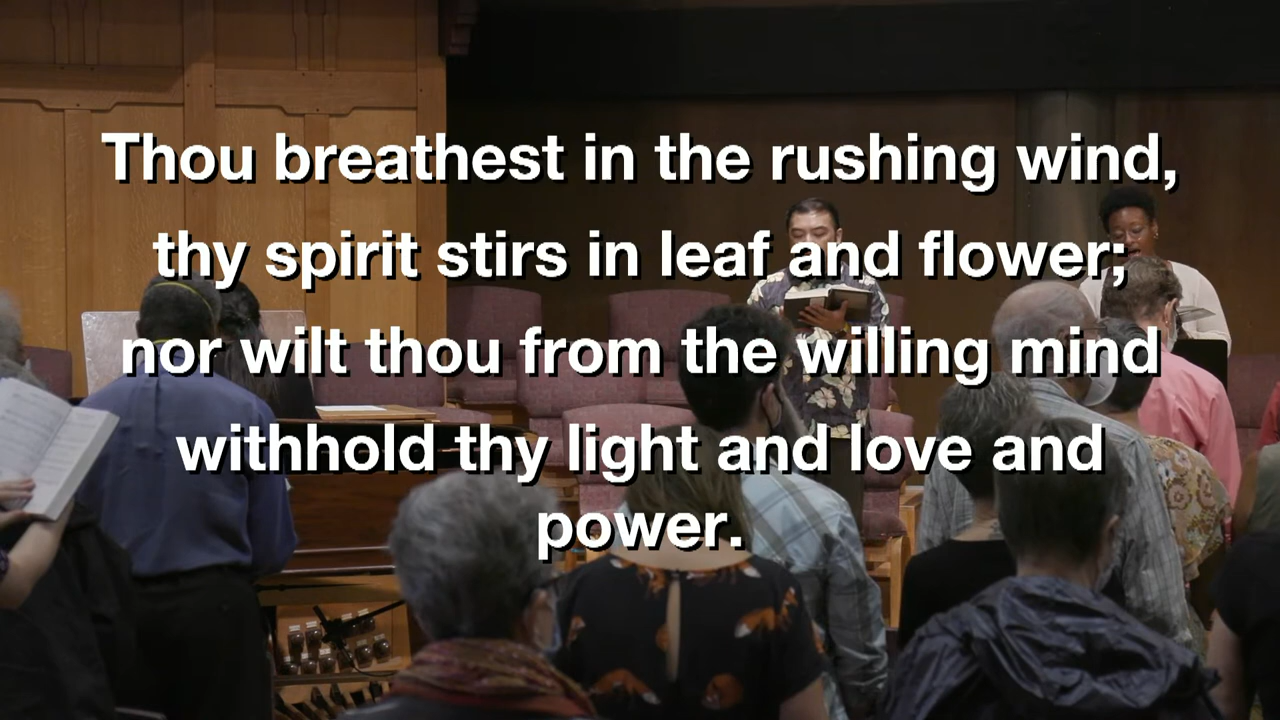 Thou breathest in the rushing wind,
thy spirit stirs in leaf and flower;
nor wilt thou from the willing mind
withhold thy light and love and
power.